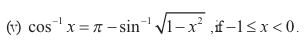 (v) cos⁻¹ x = π − sin⁻¹ √(1−x²) ,if −1 ≤ x < 0.